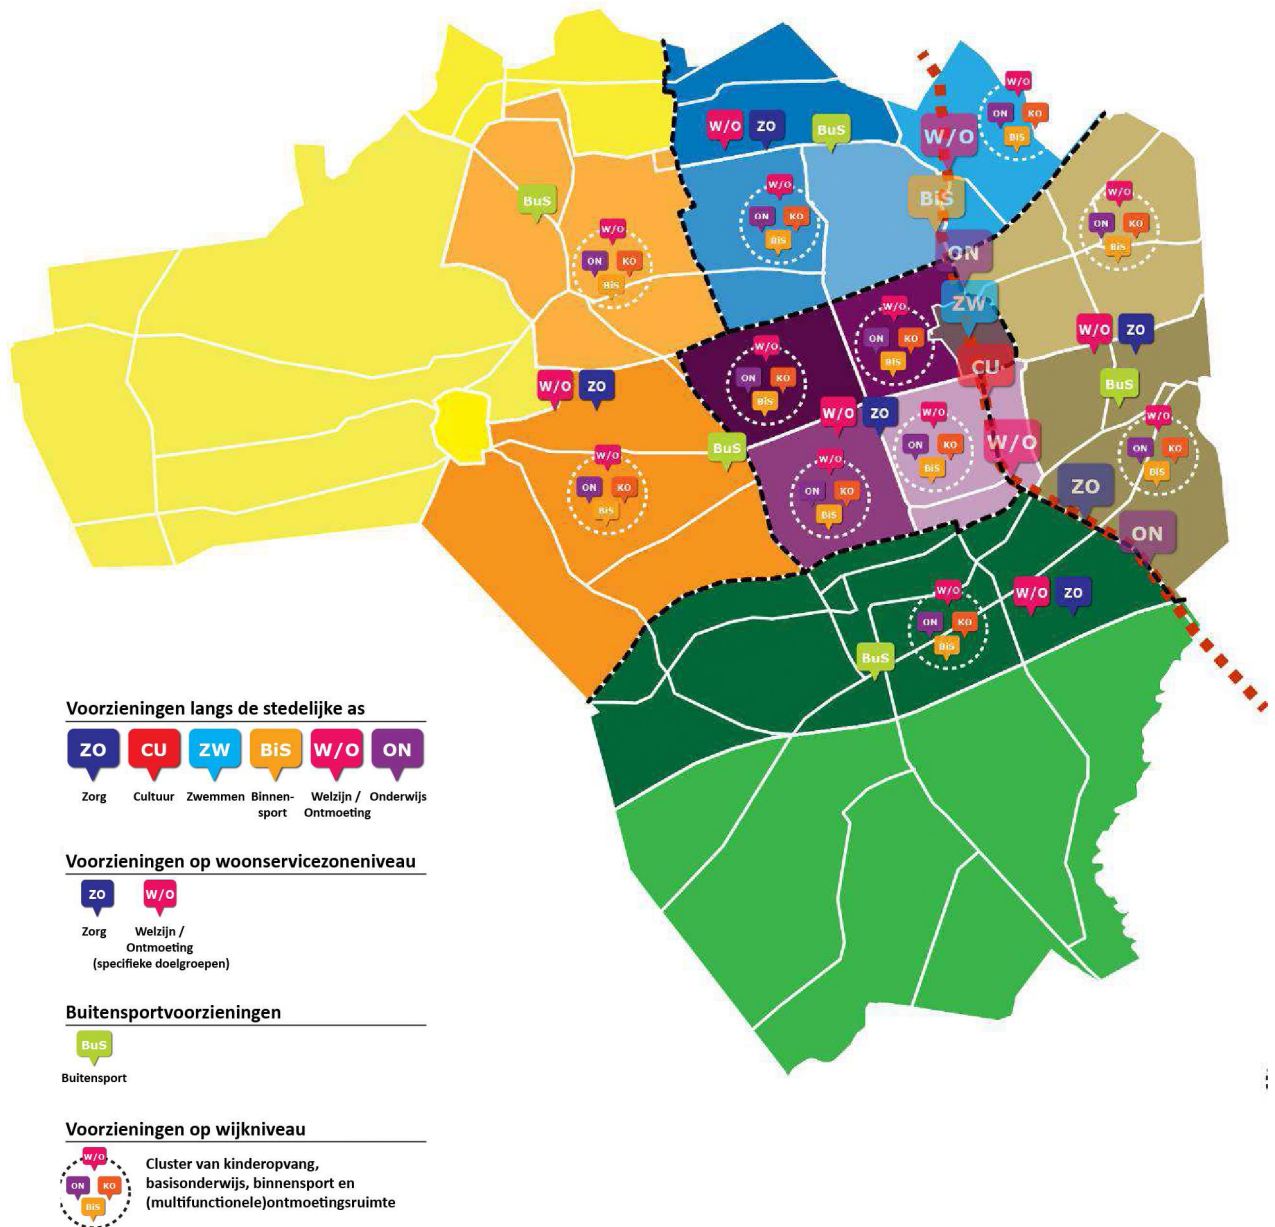 W/O
ON KO
BiS
W/O ZO BuS
W/O
W/O
ON KO
BiS
BiS
W/O
ON KO
BiS
BuS
W/O
ON KO
BiS
ON
ZW
W/O
ON KO
BiS
W/O ZO
CU
W/O
ON KO
BiS
BuS
W/O ZO
W/O ZO
W/O
ON KO
BiS
W/O
W/O
ON KO
BiS
BuS
W/O
ON KO
BiS
W/O
ON KO
BiS
ZO
ON
W/O
ON KO
BiS
W/O ZO
BuS
Voorzieningen langs de stedelijke as
ZO CU ZW BiS W/O ON
Zorg Cultuur Zwemmen Binnen- Welzijn / Onderwijs
sport Ontmoeting
Voorzieningen op woonservicezoneniveau
ZO W/O
Zorg Welzijn /
Ontmoeting
(specifieke doelgroepen)
Buitensportvoorzieningen
BuS
Buitensport
Voorzieningen op wijkniveau
W/O
ON KO
BiS
Cluster van kinderopvang,
basisonderwijs, binnensport en
(multifunctionele)ontmoetingsruimte